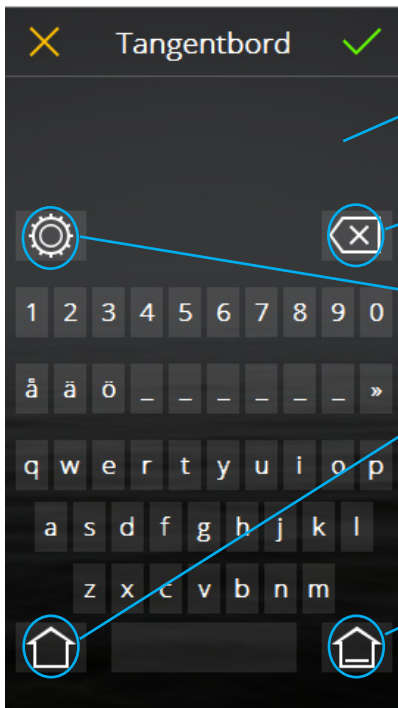 Tangentbord
1 2 3 4 5 6 7 8 9 0
å ä ö _ _ _ _ _ _ »
q w e r t y u i o p
a s d f g h j k l
z x c v b n m